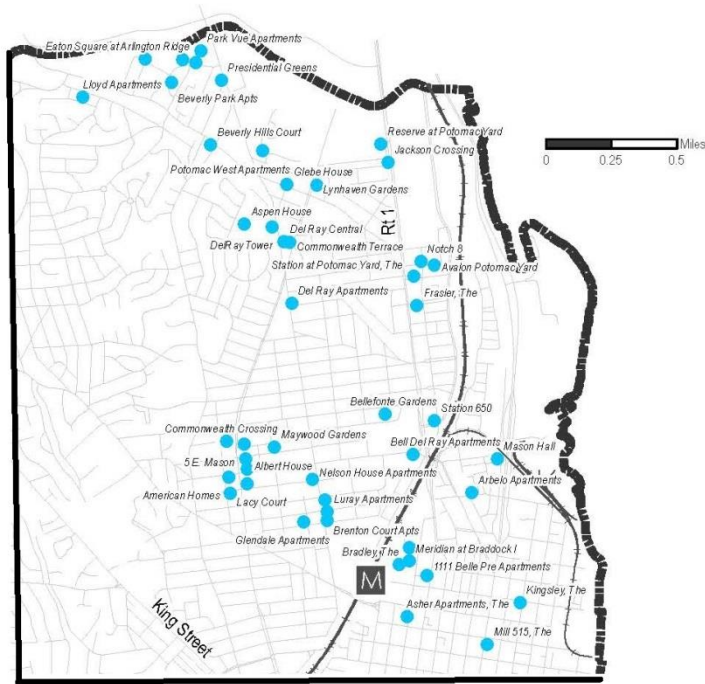 Park Vue Apartments
Eaton Square at Arlington Ridge
Presidential Greens
Lloyd Apartments
Beverly Park Apts
Beverly Hills Court
Reserve at Potomac Yard
Jackson Crossing
Miles
0 0.25 0.5
Potomac West Apartments
Glebe House
Lynhaven Gardens
Rt 1
Aspen House
Del Ray Central
DelRay Tower
Commonwealth Terrace
Notch 8
Station at Potomac Yard, The
Avalon Potomac Yard
Del Ray Apartments
Frasier, The
Bellefonte Gardens
Station 650
Commonwealth Crossing
Maywood Gardens
Bell Del Ray Apartments
Mason Hall
5 E. Mason
Albert House
Nelson House Apartments
Arbelo Apartments
American Homes
Lacy Court
Luray Apartments
Glendale Apartments
Brenton Court Apts
Bradley, The
Meridian at Braddock I
1111 Belle Pre Apartments
M
Kingsley, The
King Street
Asher Apartments, The
Mill 515, The